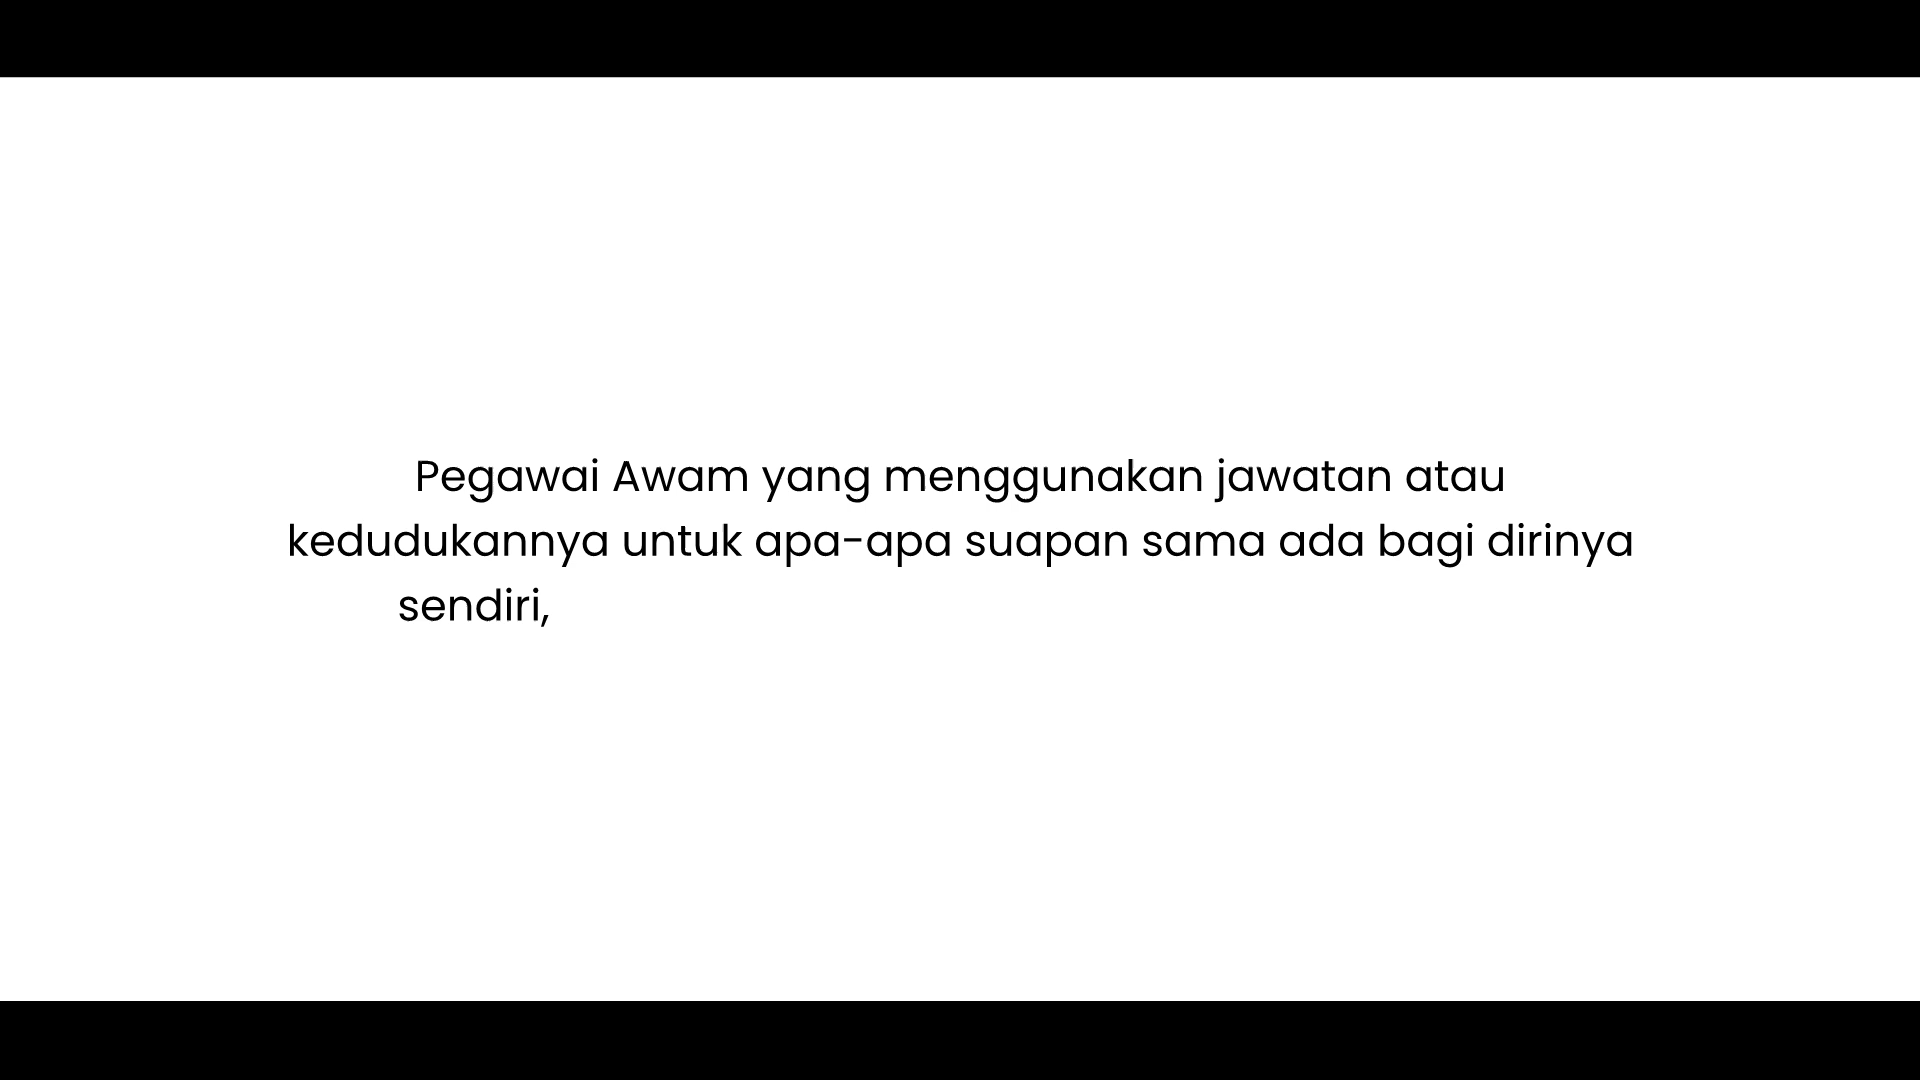 Pegawai Awam yang menggunakan jawatan atau
kedudukannya untuk apa-apa suapan sama ada bagi dirinya
sendiri,